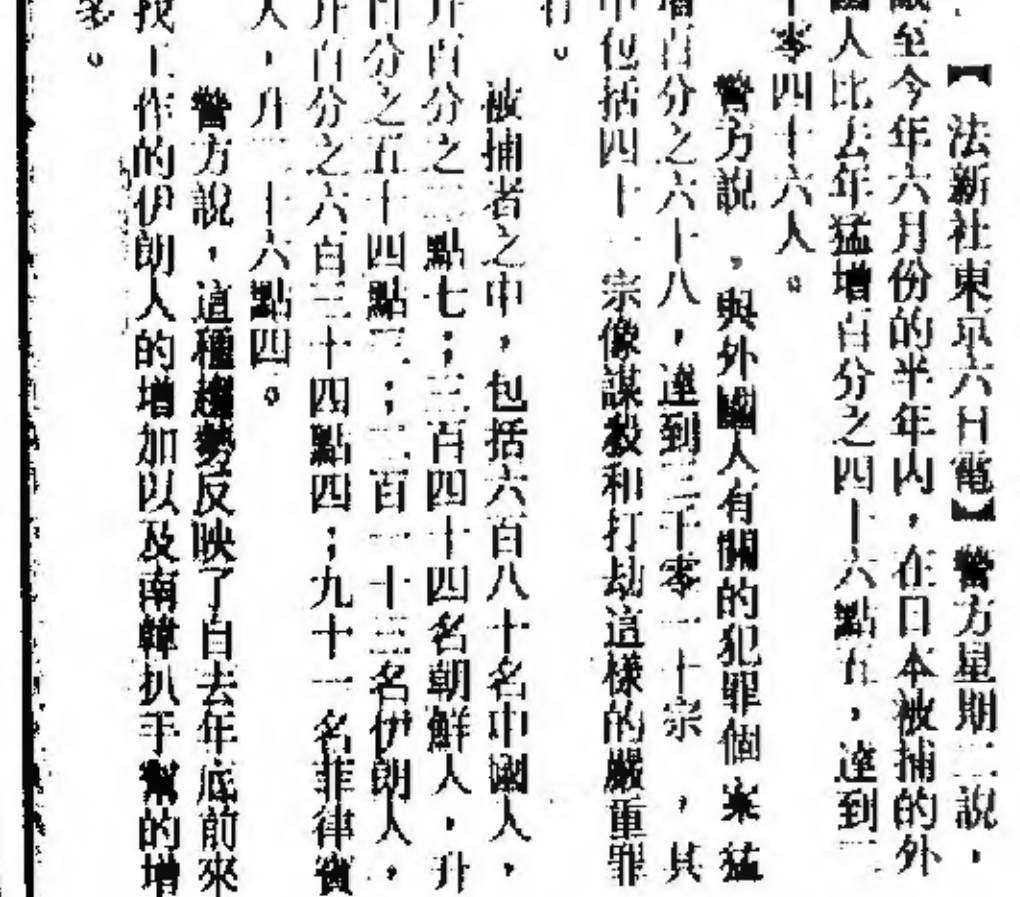 【法新社東京六日電】警方星期二說，
至今年六月份的半年內，在日本被捕的外
國人比去年猛增百分之四十六點五，達到
零四十六人。
警方說，與外國人有關的犯罪個案猛
增百分之六十八，達到二千零一十宗，其
中包括四十一宗像謀殺和打劫這樣的嚴重罪
行。
被捕者之中，包括六百八十名中國人，
升百分之二點七；三百四十四名朝鮮人，升
百分之五十四點三；二百一十三名伊朗人，
升百分之六百三十四點四；九十一名菲律賓
人，升二十六點四。
警方說，這種趨勢反映了自去年底前來
找工作的伊朗人的增加以及南韓扒手幫的增
多。